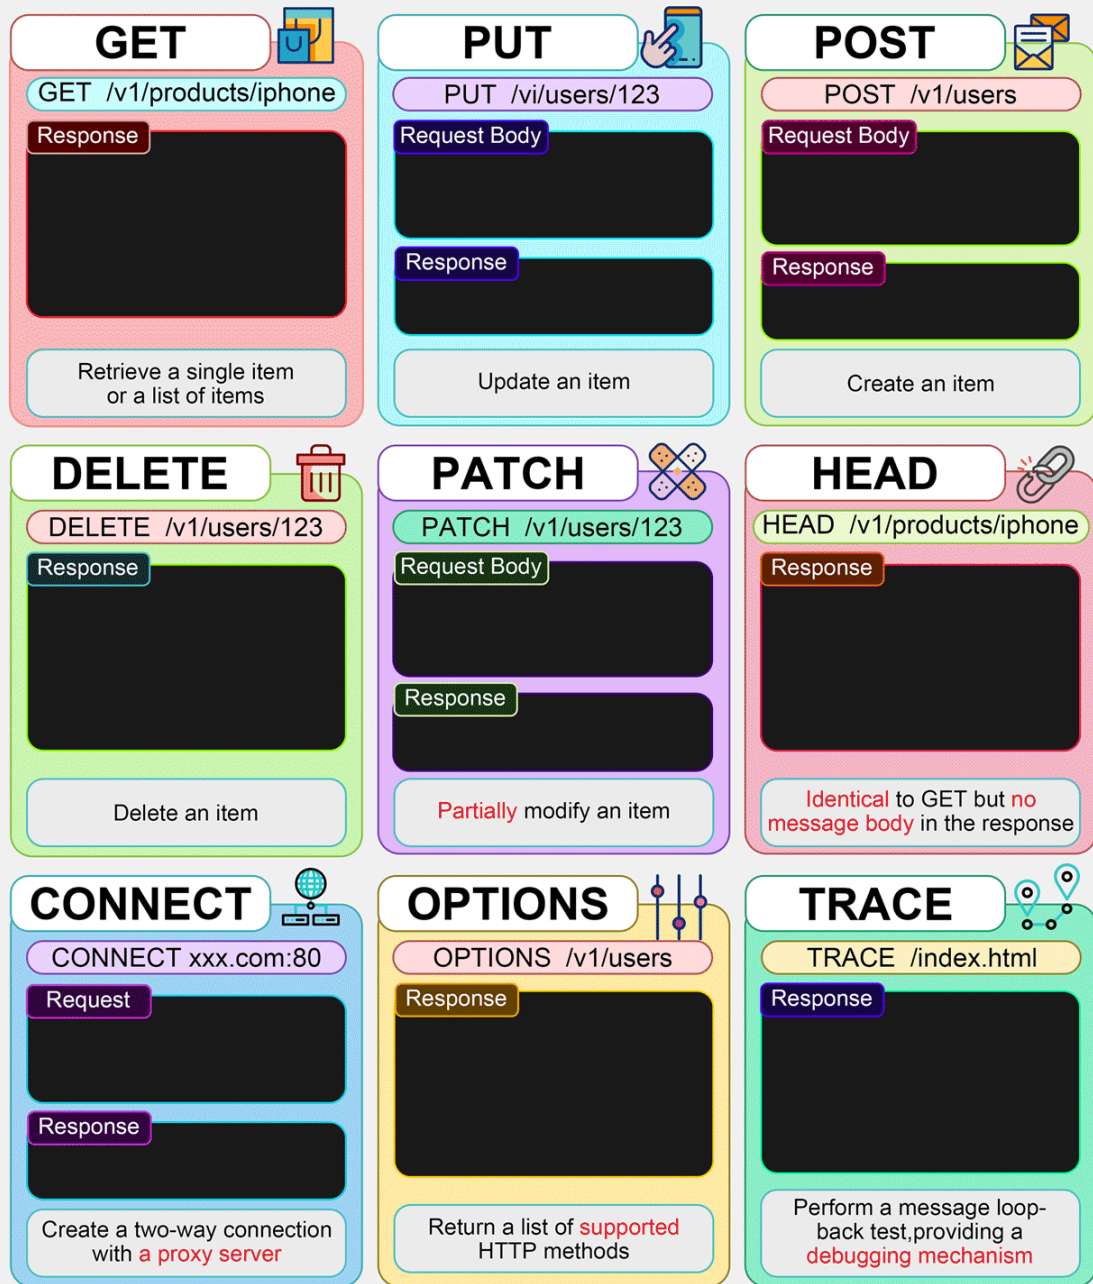 GET
GET /v1/products/iphone
Response
Retrieve a single item
or a list of items
PUT
PUT /vi/users/123
Request Body
Response
Update an item
POST
POST /v1/users
Request Body
Response
Create an item
DELETE
DELETE /v1/users/123
Response
Delete an item
PATCH
PATCH /v1/users/123
Request Body
Response
Partially modify an item
HEAD
HEAD /v1/products/iphone
Response
Identical to GET but no
message body in the response
CONNECT
CONNECT xxx.com:80
Request
Response
Create a two-way connection
with a proxy server
OPTIONS
OPTIONS /v1/users
Response
Return a list of supported
HTTP methods
TRACE
TRACE /index.html
Response
Perform a message loop-
back test,providing a
debugging mechanism